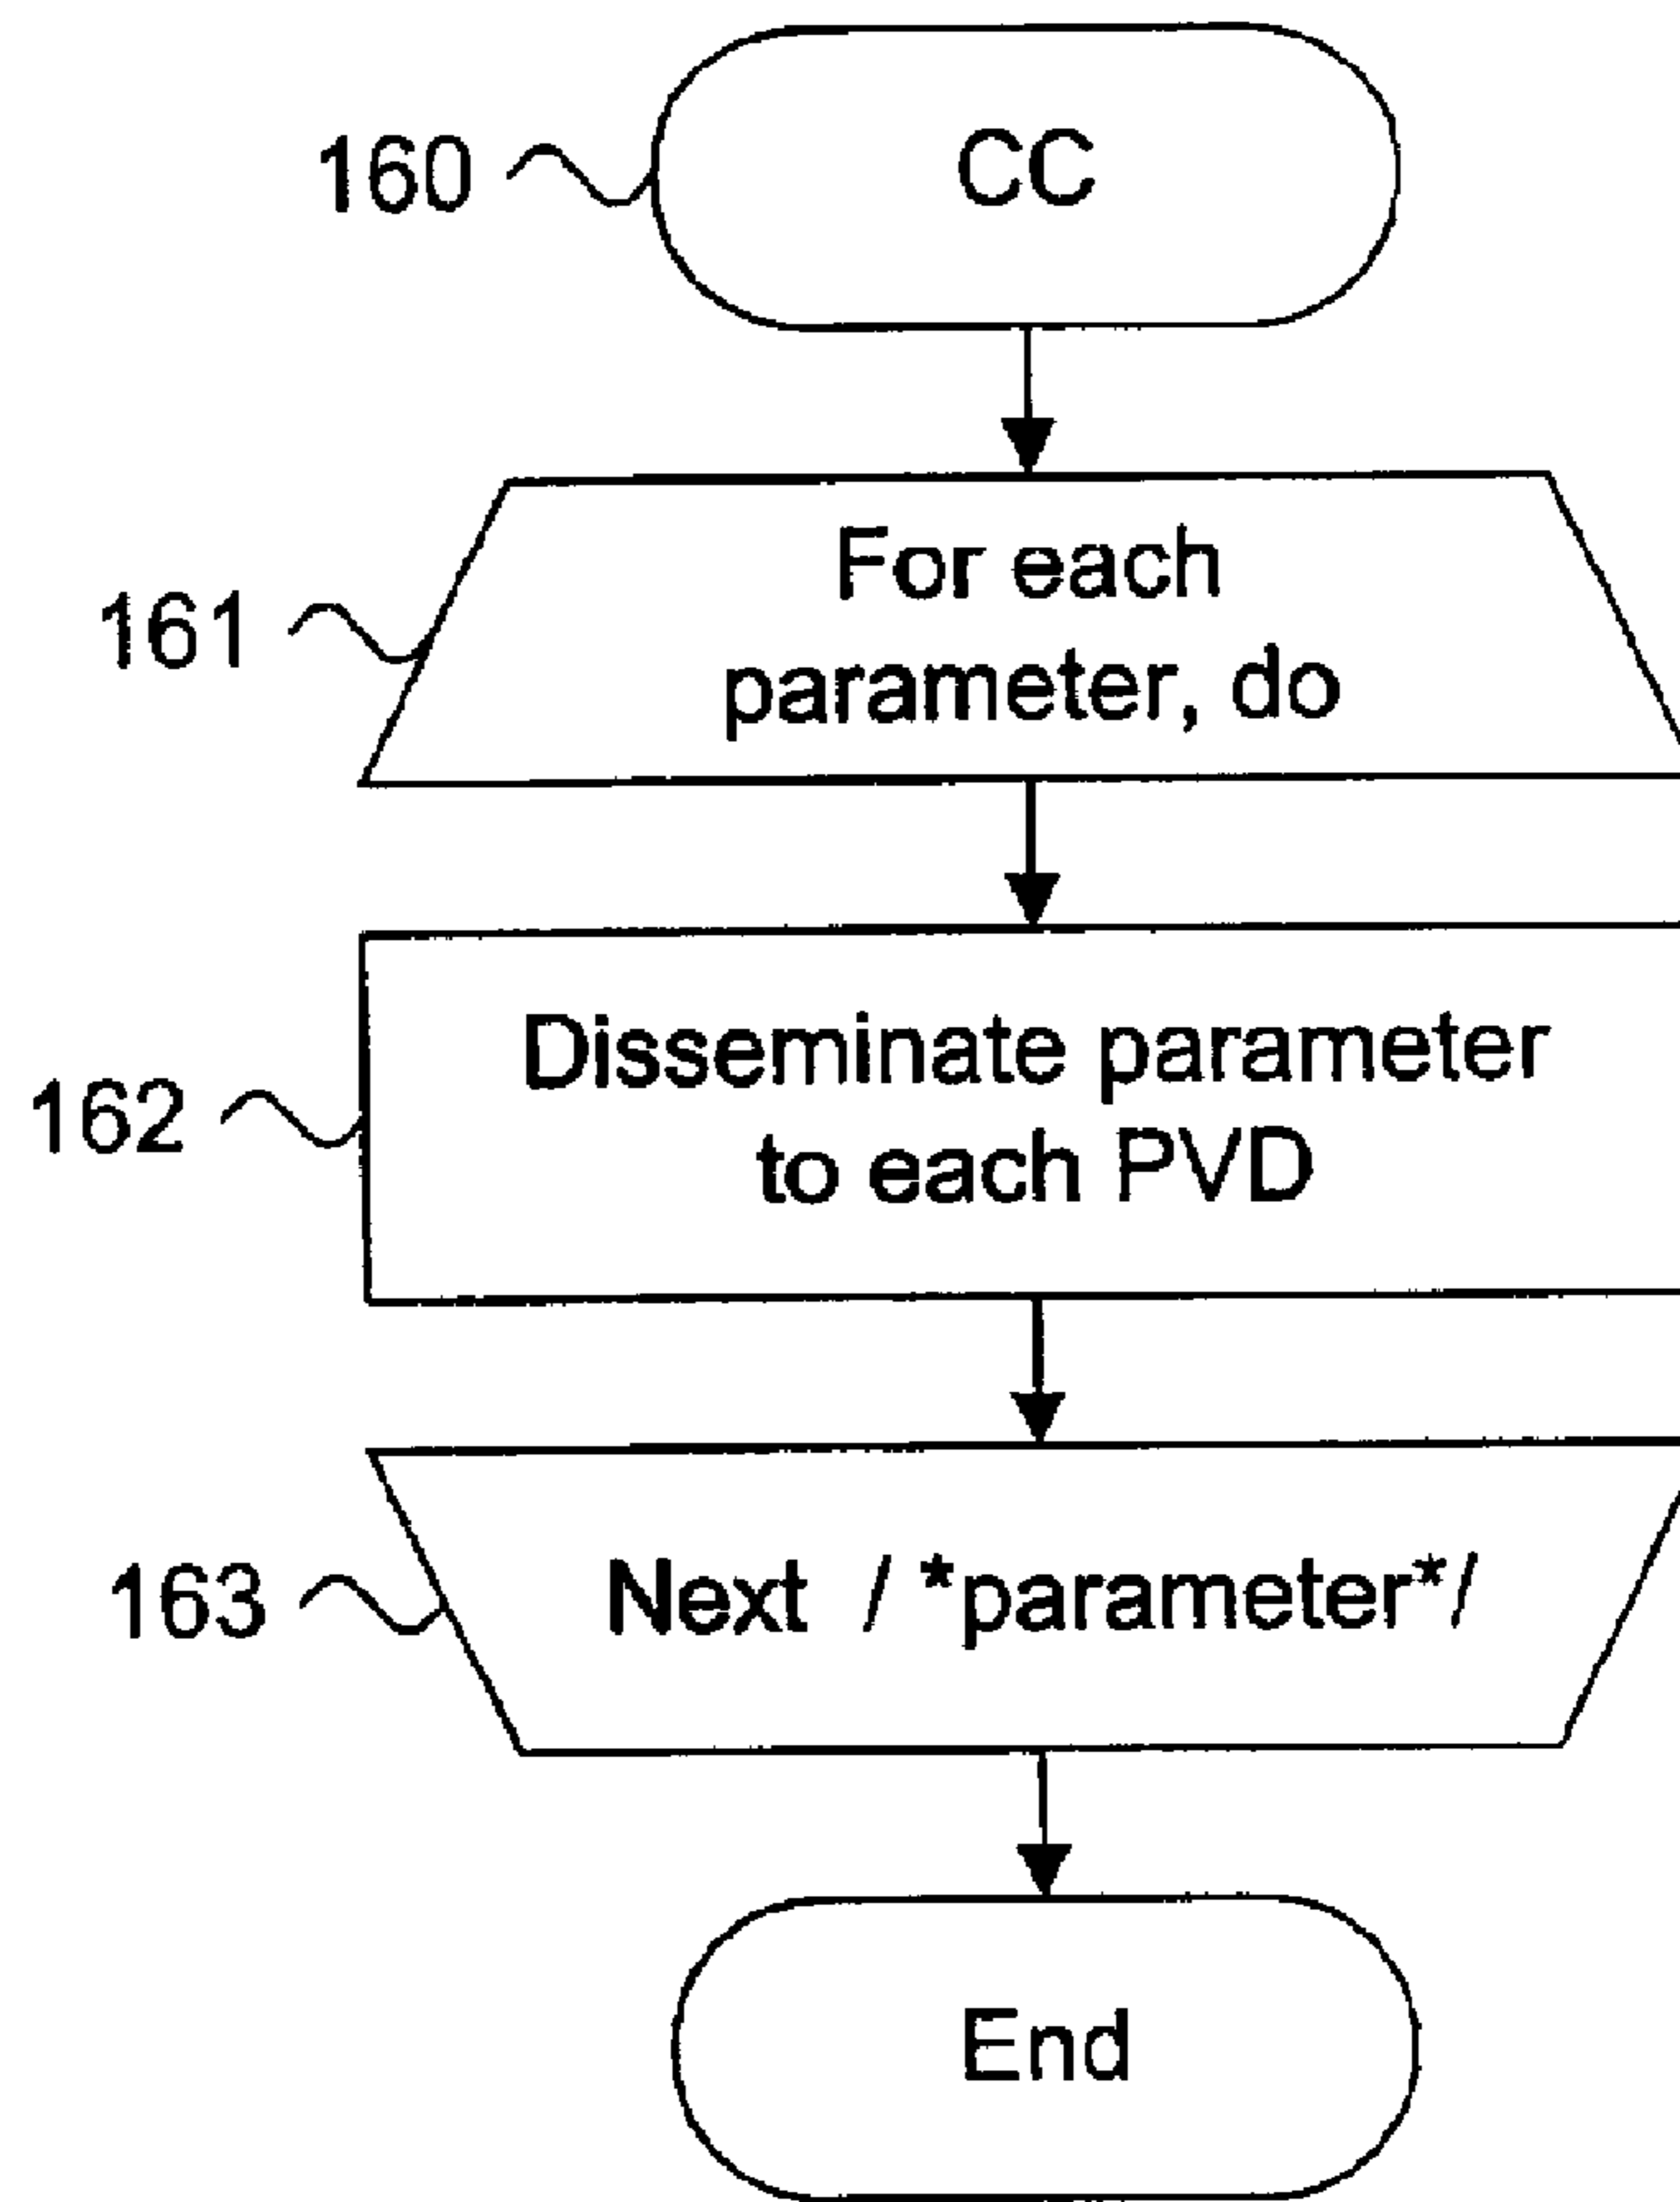 160
CC
161
For each
parameter, do
162
Disseminate parameter
to each PVD
163
Next / *parameter*/
End